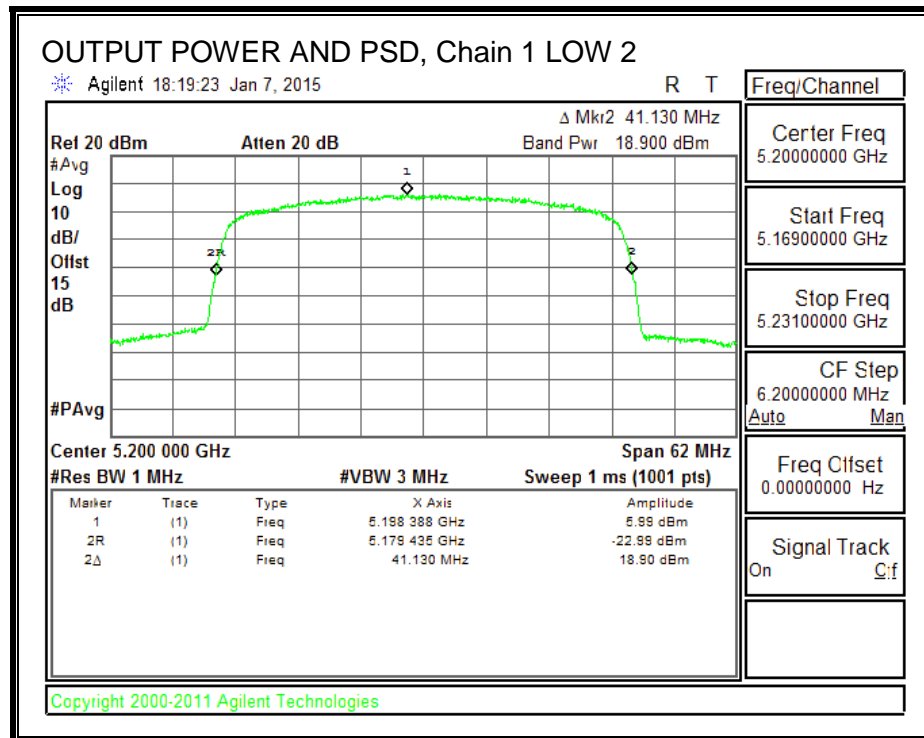 OUTPUT POWER AND PSD, Chain 1 LOW 2
Agilent 18:19:23 Jan 7, 2015 R T
Δ Mkr2 41.130 MHz
Ref 20 dBm Atten 20 dB Band Pwr 18.900 dBm
#Avg
Log
10
dB/
Offst
15
dB
#PAvg
1
2R
2
Center 5.200 000 GHz Span 62 MHz
#Res BW 1 MHz #VBW 3 MHz Sweep 1 ms (1001 pts)
Marker Trace Type X Axis Amplitude
1 (1) Freq 5.198 388 GHz 5.99 dBm
2R (1) Freq 5.179 435 GHz -22.99 dBm
2Δ (1) Freq 41.130 MHz 18.90 dBm
Copyright 2000-2011 Agilent Technologies
Freq/Channel
Center Freq
5.20000000 GHz
Start Freq
5.16900000 GHz
Stop Freq
5.23100000 GHz
CF Step
6.20000000 MHz
Auto Man
Freq Offset
0.00000000 Hz
Signal Track
On Off